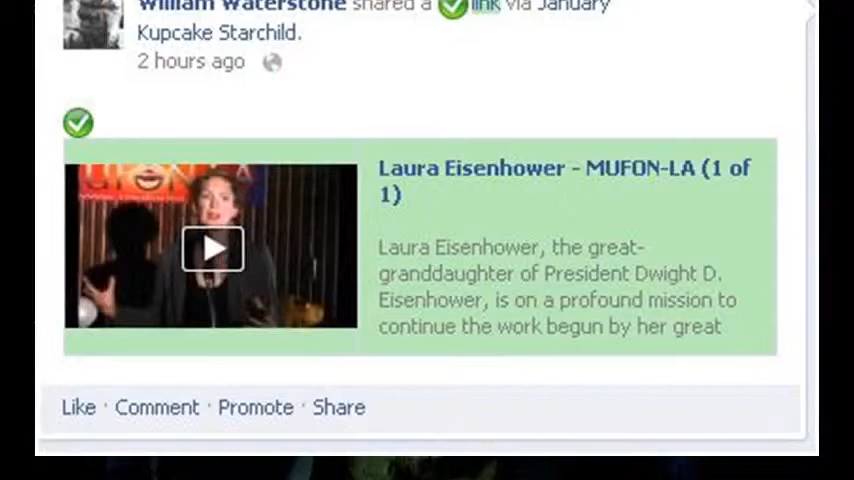 William Waterstone shared a link via January
Kupcake Starchild.
2 hours ago
Laura Eisenhower - MUFON-LA (1 of
1)
Laura Eisenhower, the great-
granddaughter of President Dwight D.
Eisenhower, is on a profound mission to
continue the work begun by her great
Like · Comment · Promote · Share